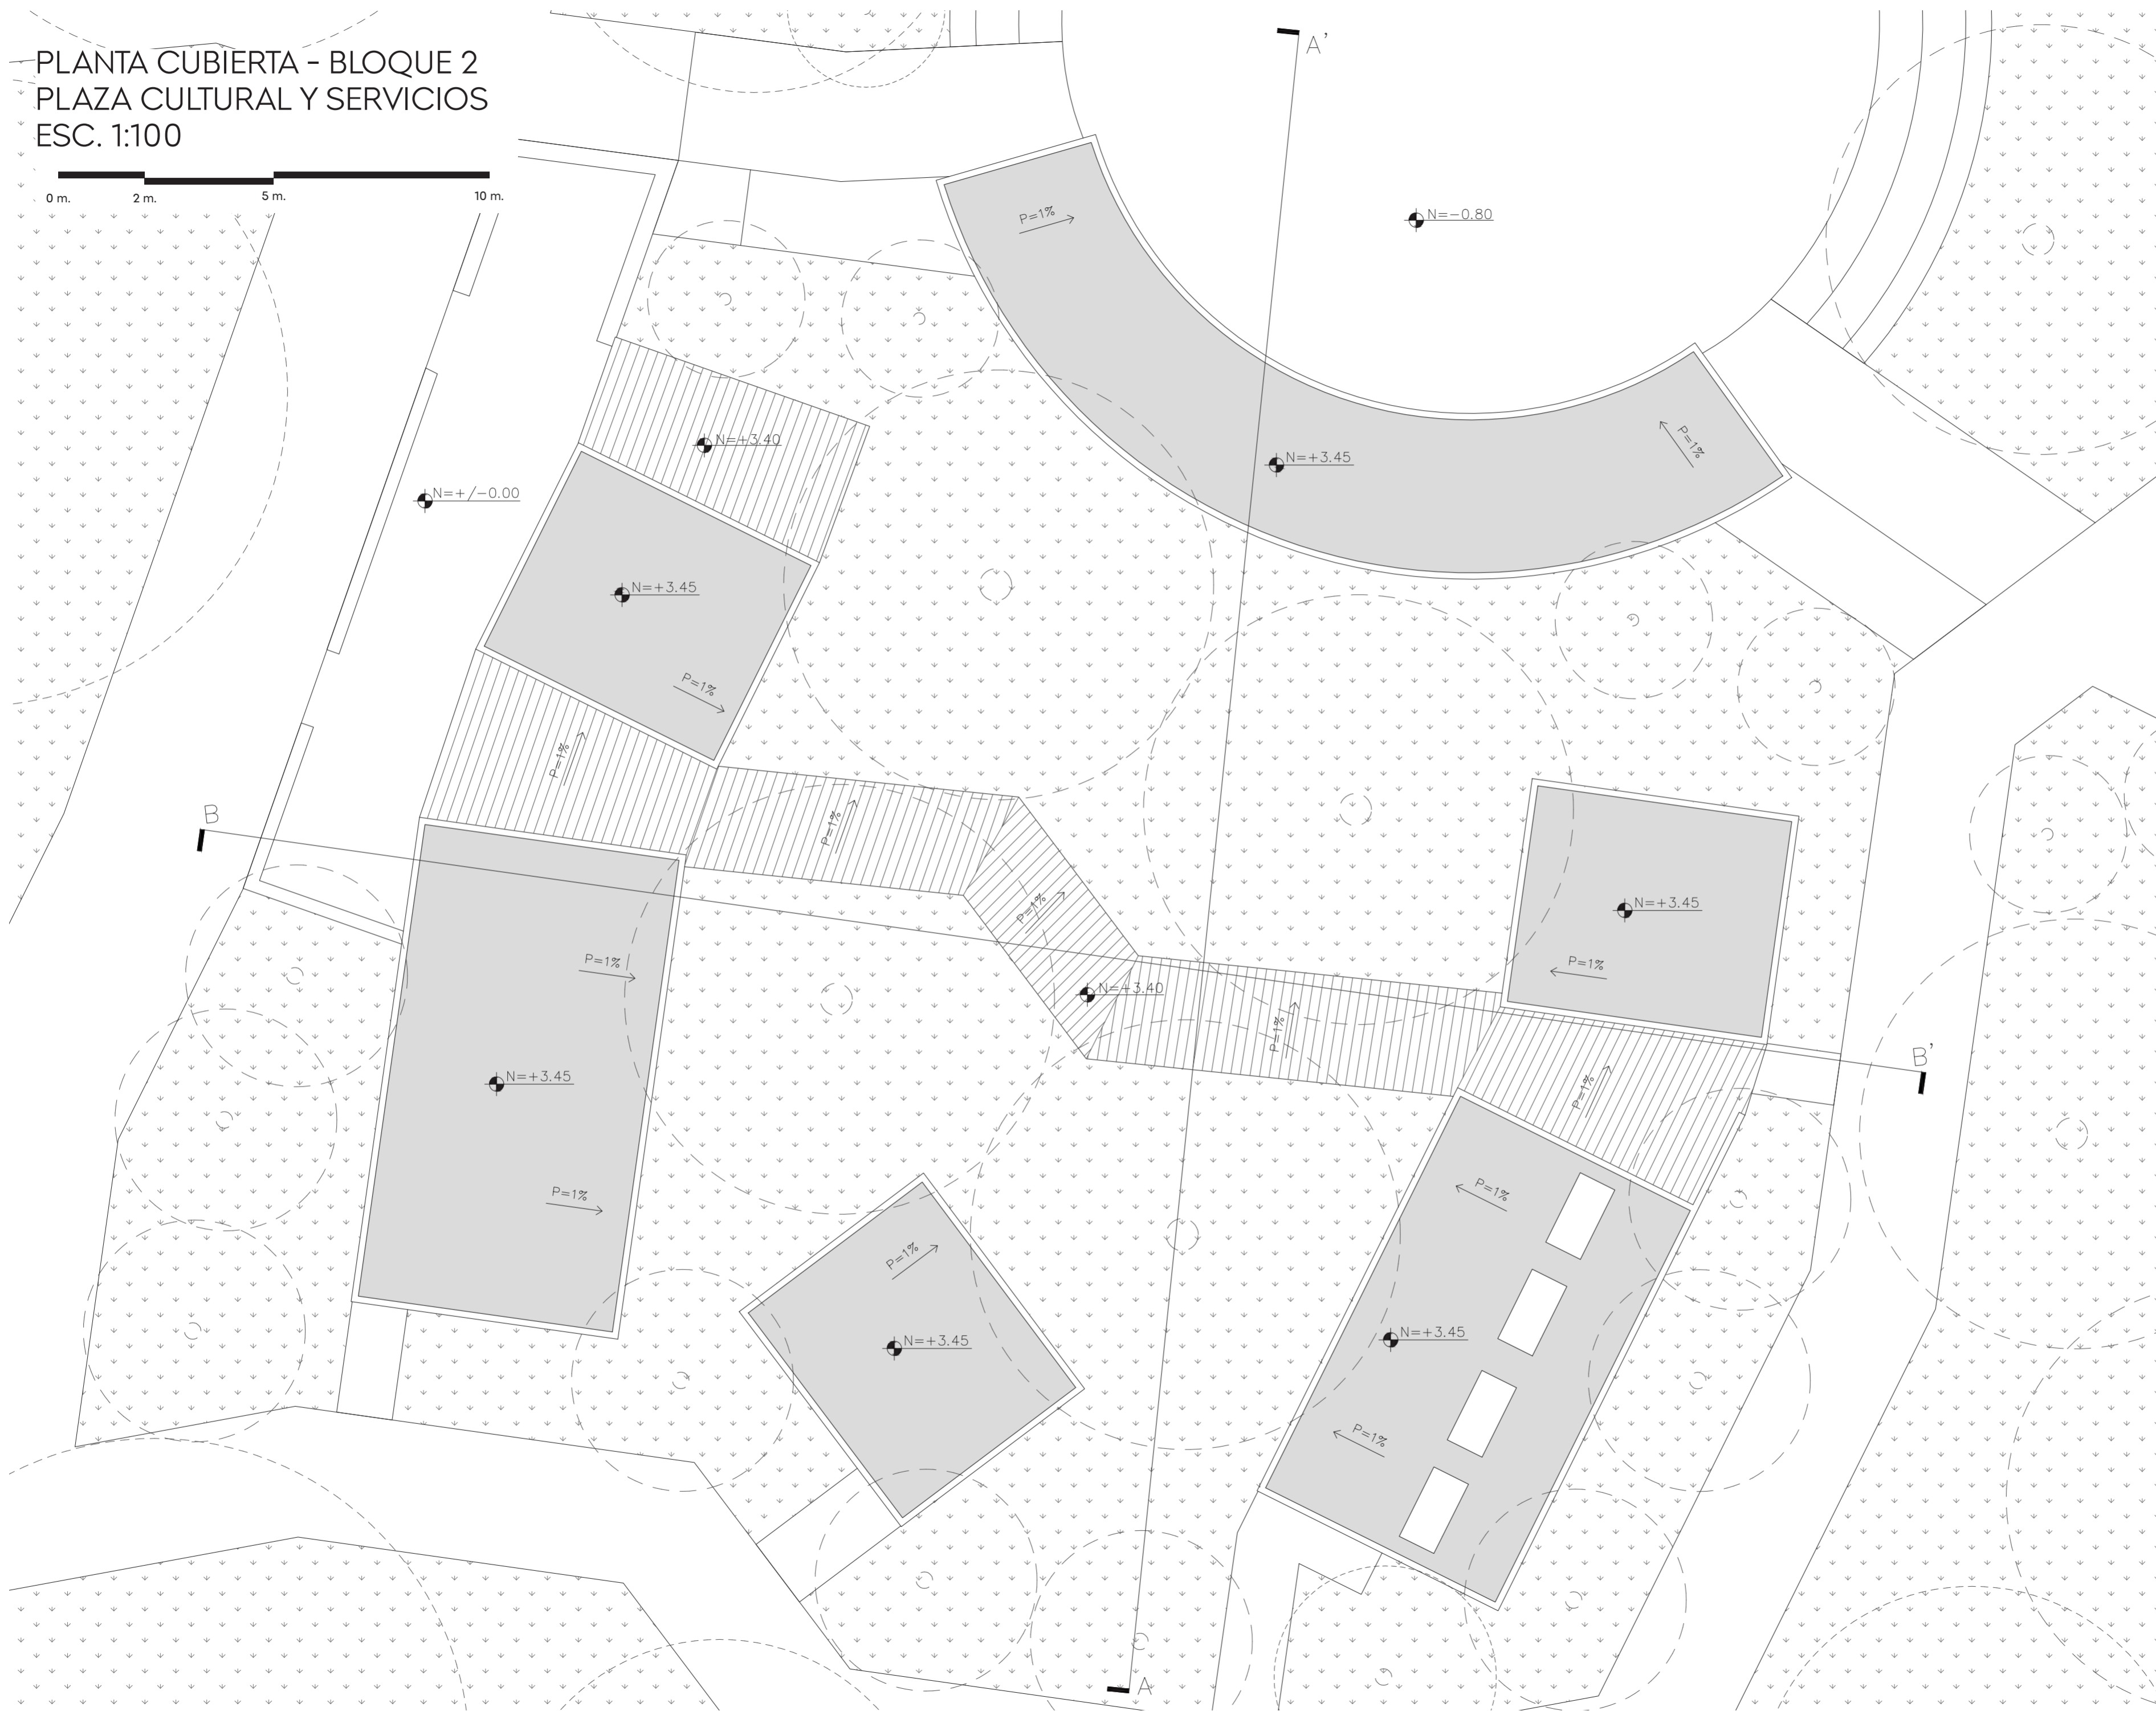 PLANTA CUBIERTA - BLOQUE 2
PLAZA CULTURAL Y SERVICIOS
ESC. 1:100
0 m. 2 m. 5 m. 10 m.
A'
P=1%
N=-0.80
N=+3.40
N=+3.45
P=1%
N=+/-0.00
N=+3.45
P=1%
P=1%
B
P=1%
P=1%
N=+3.45
P=1%
P=1%
N=+3.40
P=1%
B'
P=1%
N=+3.45
P=1%
P=1%
P=1%
N=+3.45
N=+3.45
P=1%
A